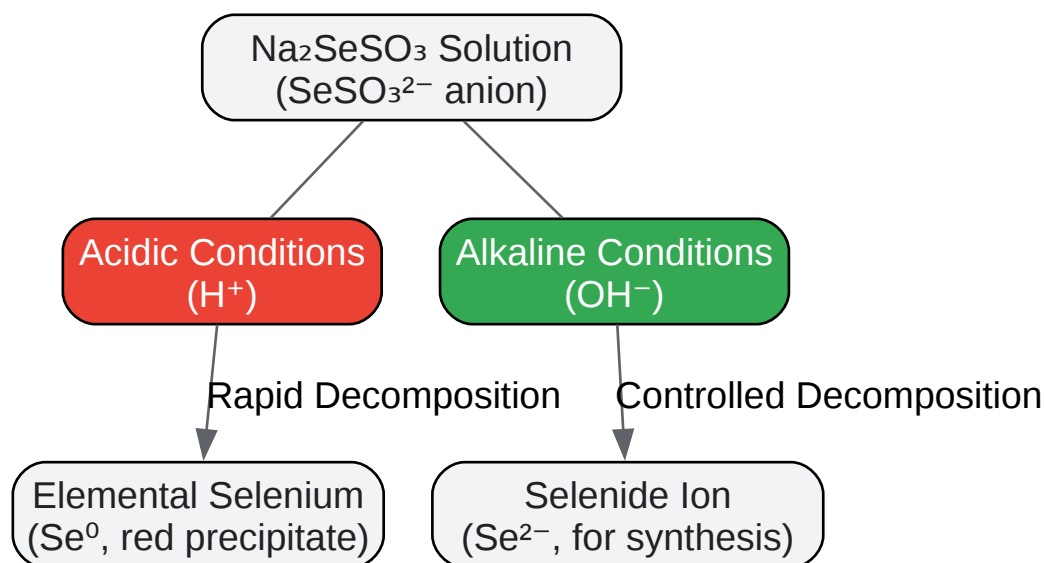 Na₂SeSO₃ Solution
(SeSO₃²⁻ anion)
Acidic Conditions
(H⁺)
Alkaline Conditions
(OH⁻)
Rapid Decomposition
Controlled Decomposition
Elemental Selenium
(Se⁰, red precipitate)
Selenide Ion
(Se²⁻, for synthesis)